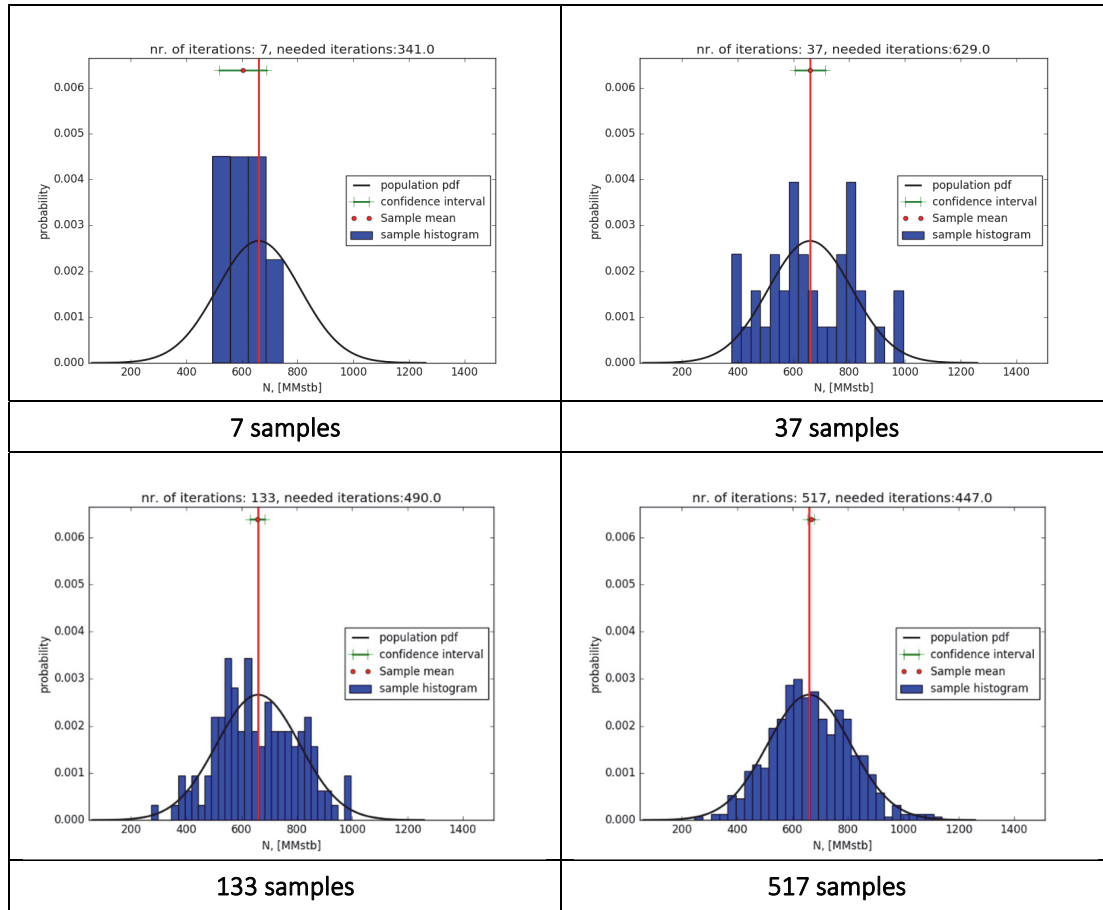 nr. of iterations: 7, needed iterations:341.0
0.006
0.005
0.004
0.003
0.002
0.001
0.000
probability
population pdf
confidence interval
Sample mean
sample histogram
200 400 600 800 1000 1200 1400
N, [MMstb]
7 samples
nr. of iterations: 37, needed iterations:629.0
0.006
0.005
0.004
0.003
0.002
0.001
0.000
probability
population pdf
confidence interval
Sample mean
sample histogram
200 400 600 800 1000 1200 1400
N, [MMstb]
37 samples
nr. of iterations: 133, needed iterations:490.0
0.006
0.005
0.004
0.003
0.002
0.001
0.000
probability
population pdf
confidence interval
Sample mean
sample histogram
200 400 600 800 1000 1200 1400
N, [MMstb]
133 samples
nr. of iterations: 517, needed iterations:447.0
0.006
0.005
0.004
0.003
0.002
0.001
0.000
probability
population pdf
confidence interval
Sample mean
sample histogram
200 400 600 800 1000 1200 1400
N, [MMstb]
517 samples